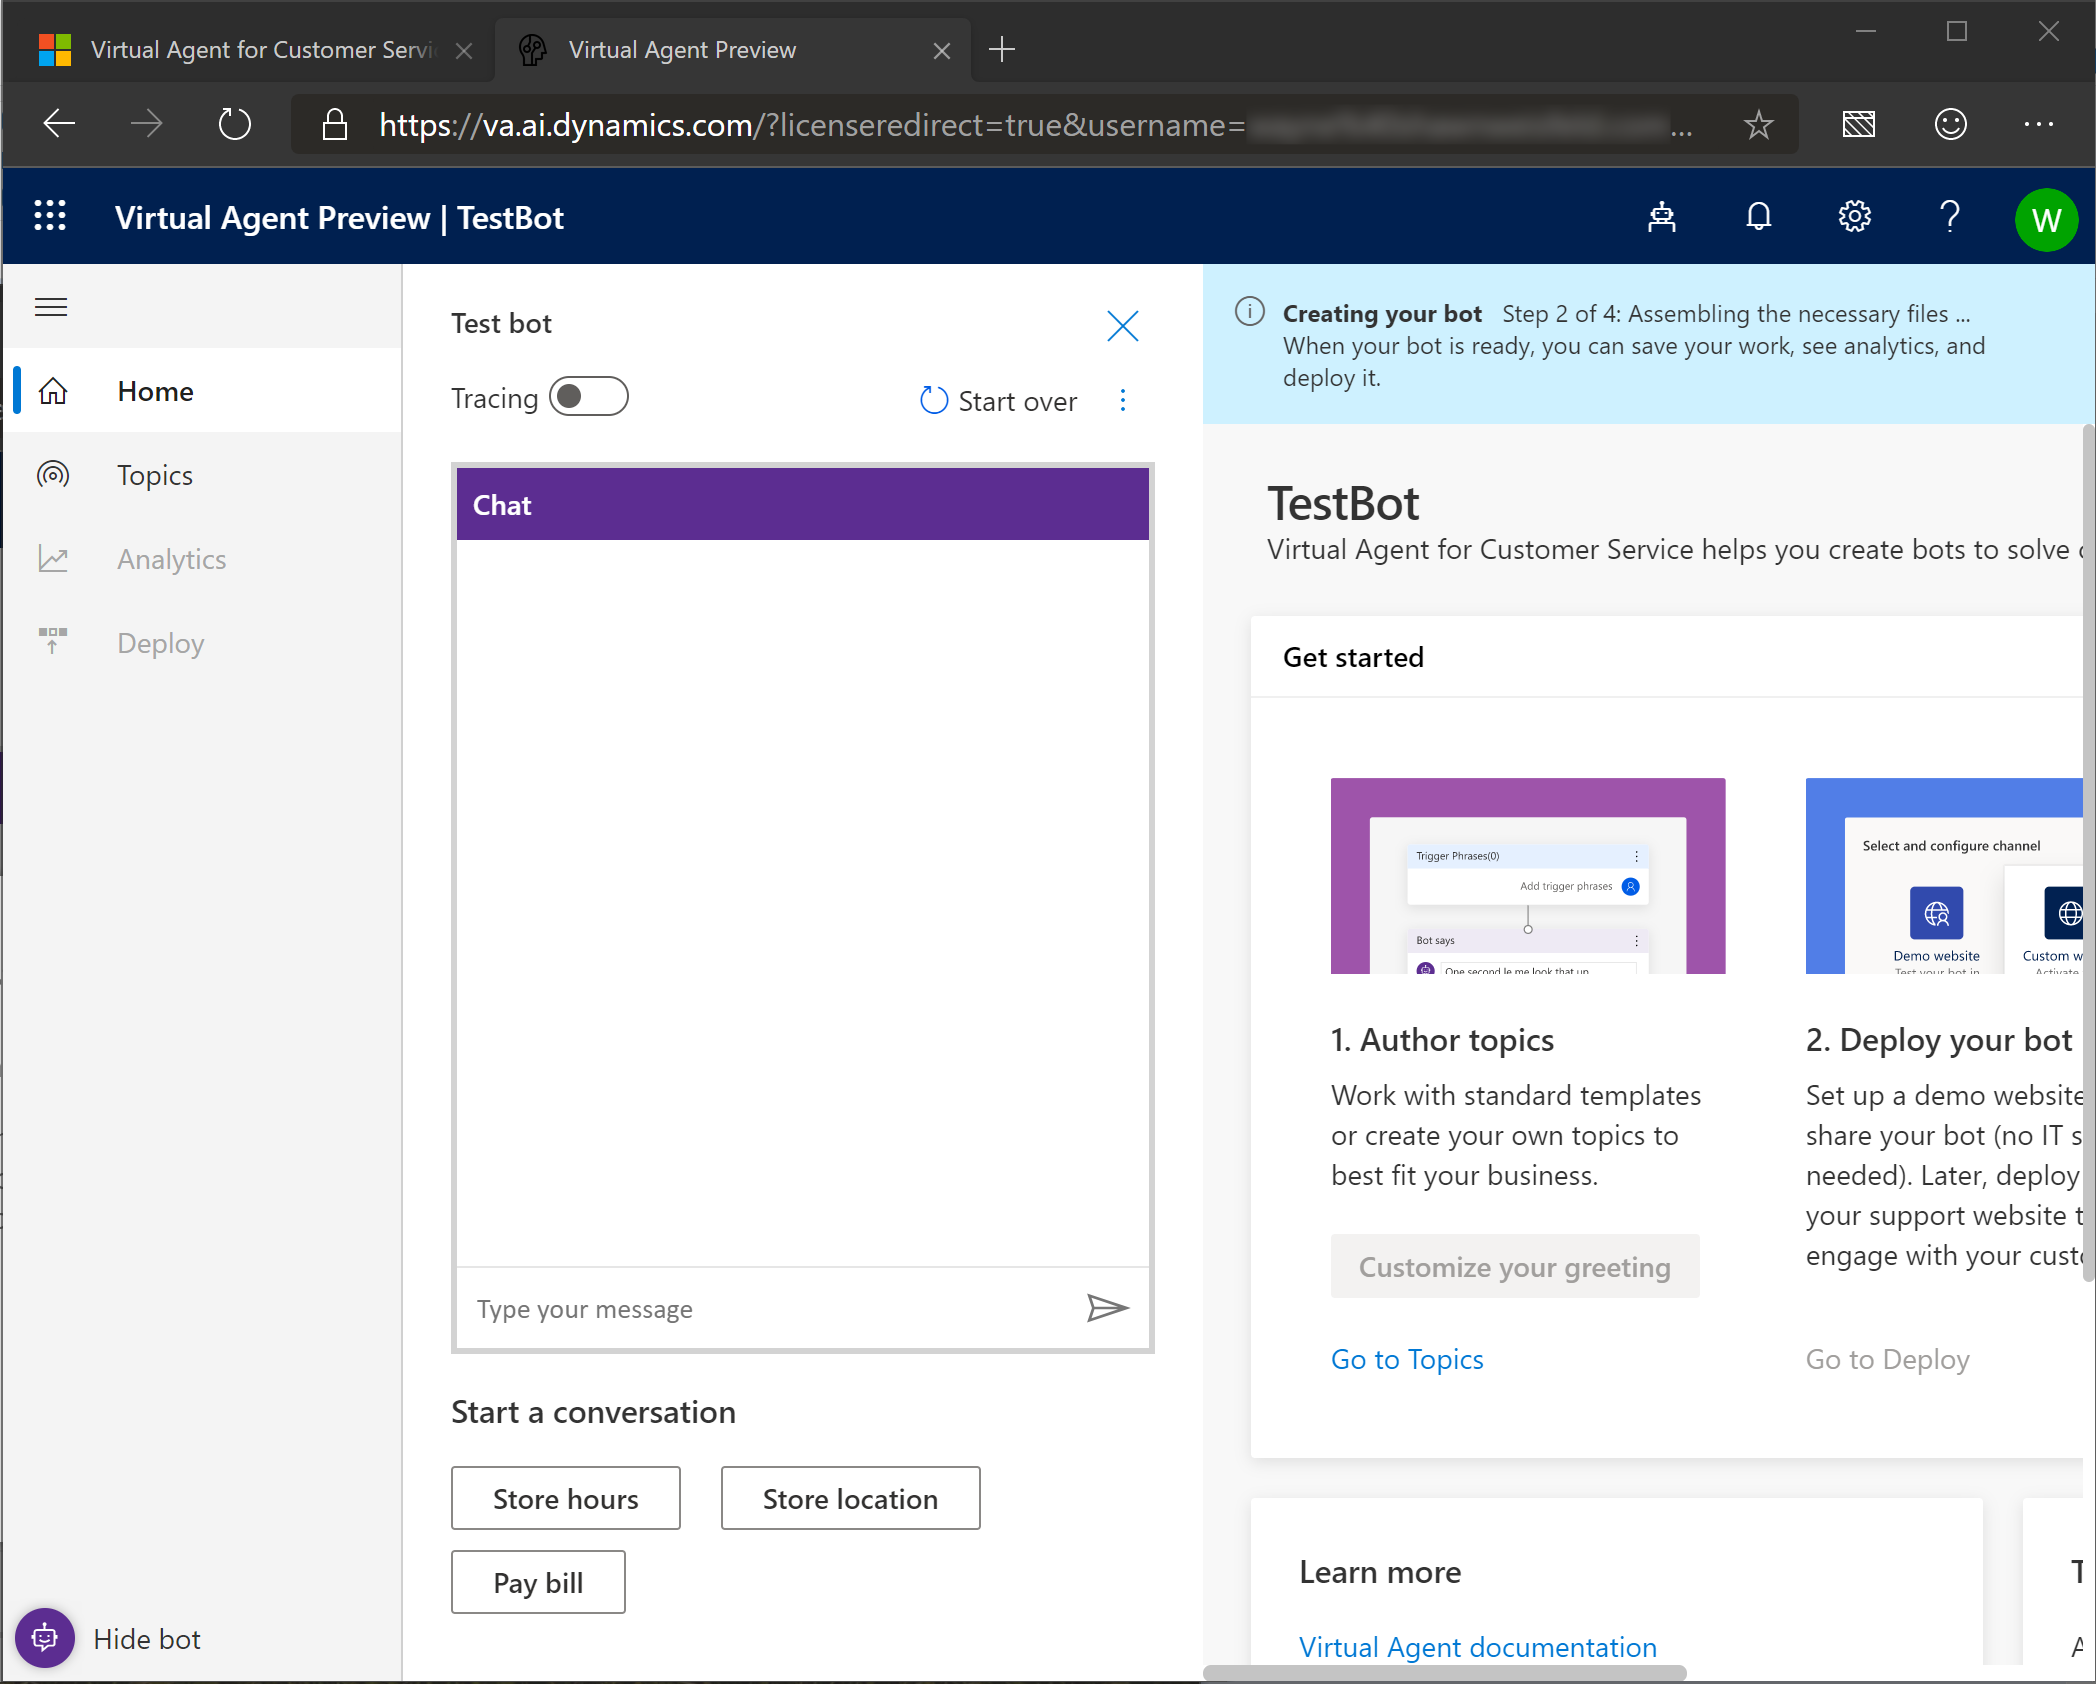 Virtual Agent for Customer Servi
Virtual Agent Preview
https://va.ai.dynamics.com/?licenseredirect=true&username=
...
Virtual Agent Preview | TestBot
W
Home
Topics
Analytics
Deploy
Hide bot
Test bot
Tracing
Start over
Chat
Type your message
Start a conversation
Store hours
Store location
Pay bill
Creating your bot Step 2 of 4: Assembling the necessary files ...
When your bot is ready, you can save your work, see analytics, and
deploy it.
TestBot
Virtual Agent for Customer Service helps you create bots to solve
Get started
Trigger Phrases(0)
Add trigger phrases
Bot says
One second le me look that up
1. Author topics
Work with standard templates
or create your own topics to
best fit your business.
Customize your greeting
Go to Topics
Select and configure channel
Demo website
Test your bot in
Custom w
Activate
2. Deploy your bot
Set up a demo website
share your bot (no IT s
needed). Later, deploy
your support website t
engage with your custo
Go to Deploy
Learn more
Virtual Agent documentation
T
A